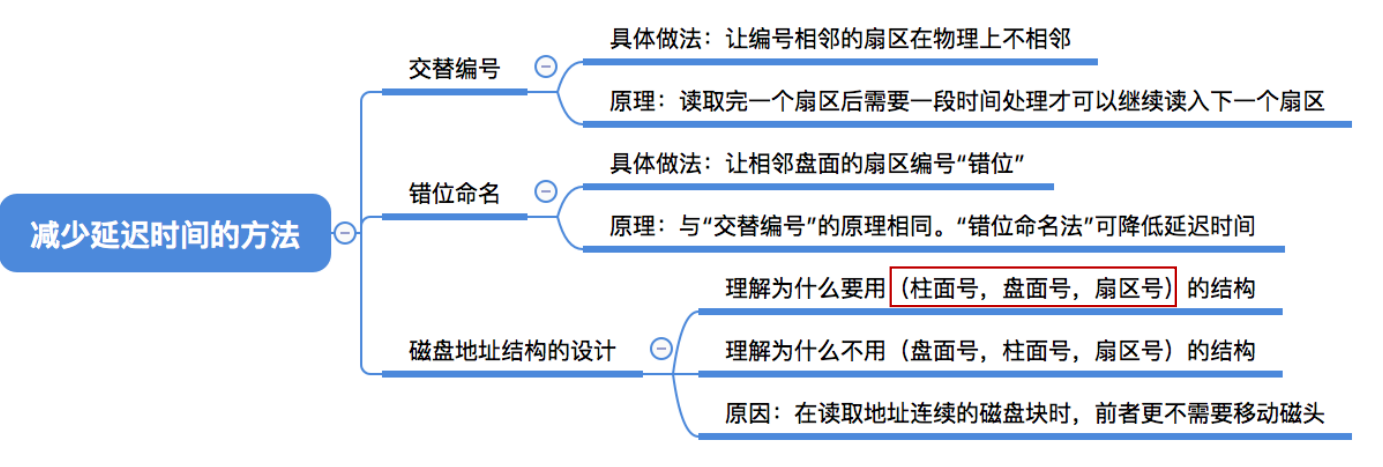 减少延迟时间的方法
交替编号
具体做法：让编号相邻的扇区在物理上不相邻
原理：读取完一个扇区后需要一段时间处理才可以继续读入下一个扇区
错位命名
具体做法：让相邻盘面的扇区编号“错位”
原理：与“交替编号”的原理相同。“错位命名法”可降低延迟时间
磁盘地址结构的设计
理解为什么要用（柱面号，盘面号，扇区号）的结构
理解为什么不用（盘面号，柱面号，扇区号）的结构
原因：在读取地址连续的磁盘块时，前者更不需要移动磁头